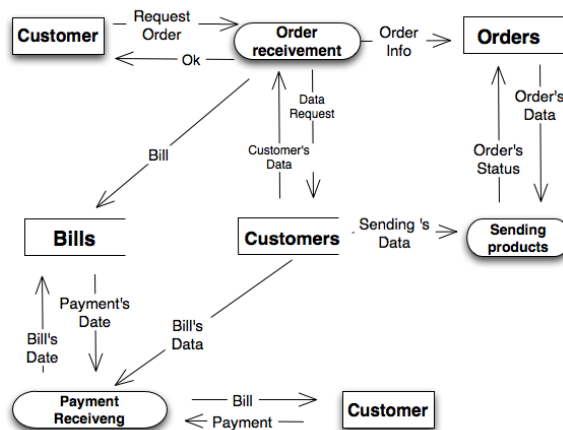 Customer
Request
Order
Ok
Order
receivement
Order
Info
Orders
Data
Request
Customer's
Data
Order's
Data
Order's
Status
Bill
Bills
Customers
Sending 's
Data
Sending
products
Payment's
Date
Bill's
Date
Bill's
Data
Payment
Receiveng
Bill
Payment
Customer